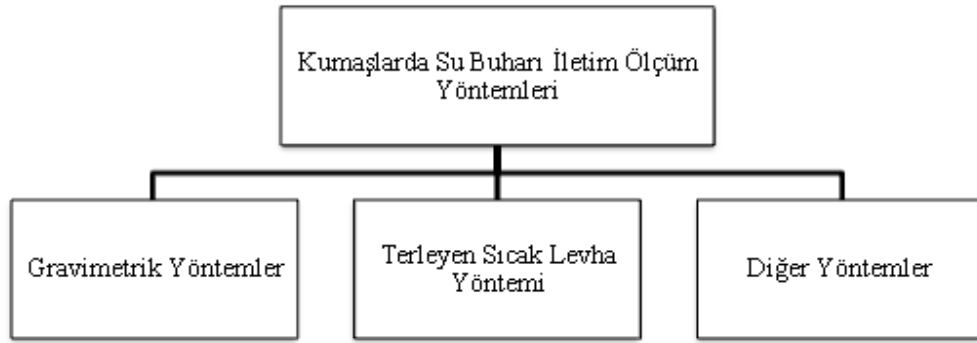 Kumaşlarda Su Buharı İletim Ölçüm
Yöntemleri
Gravimetrik Yöntemler
Terleyen Sıcak Levha
Yöntemi
Diğer Yöntemler